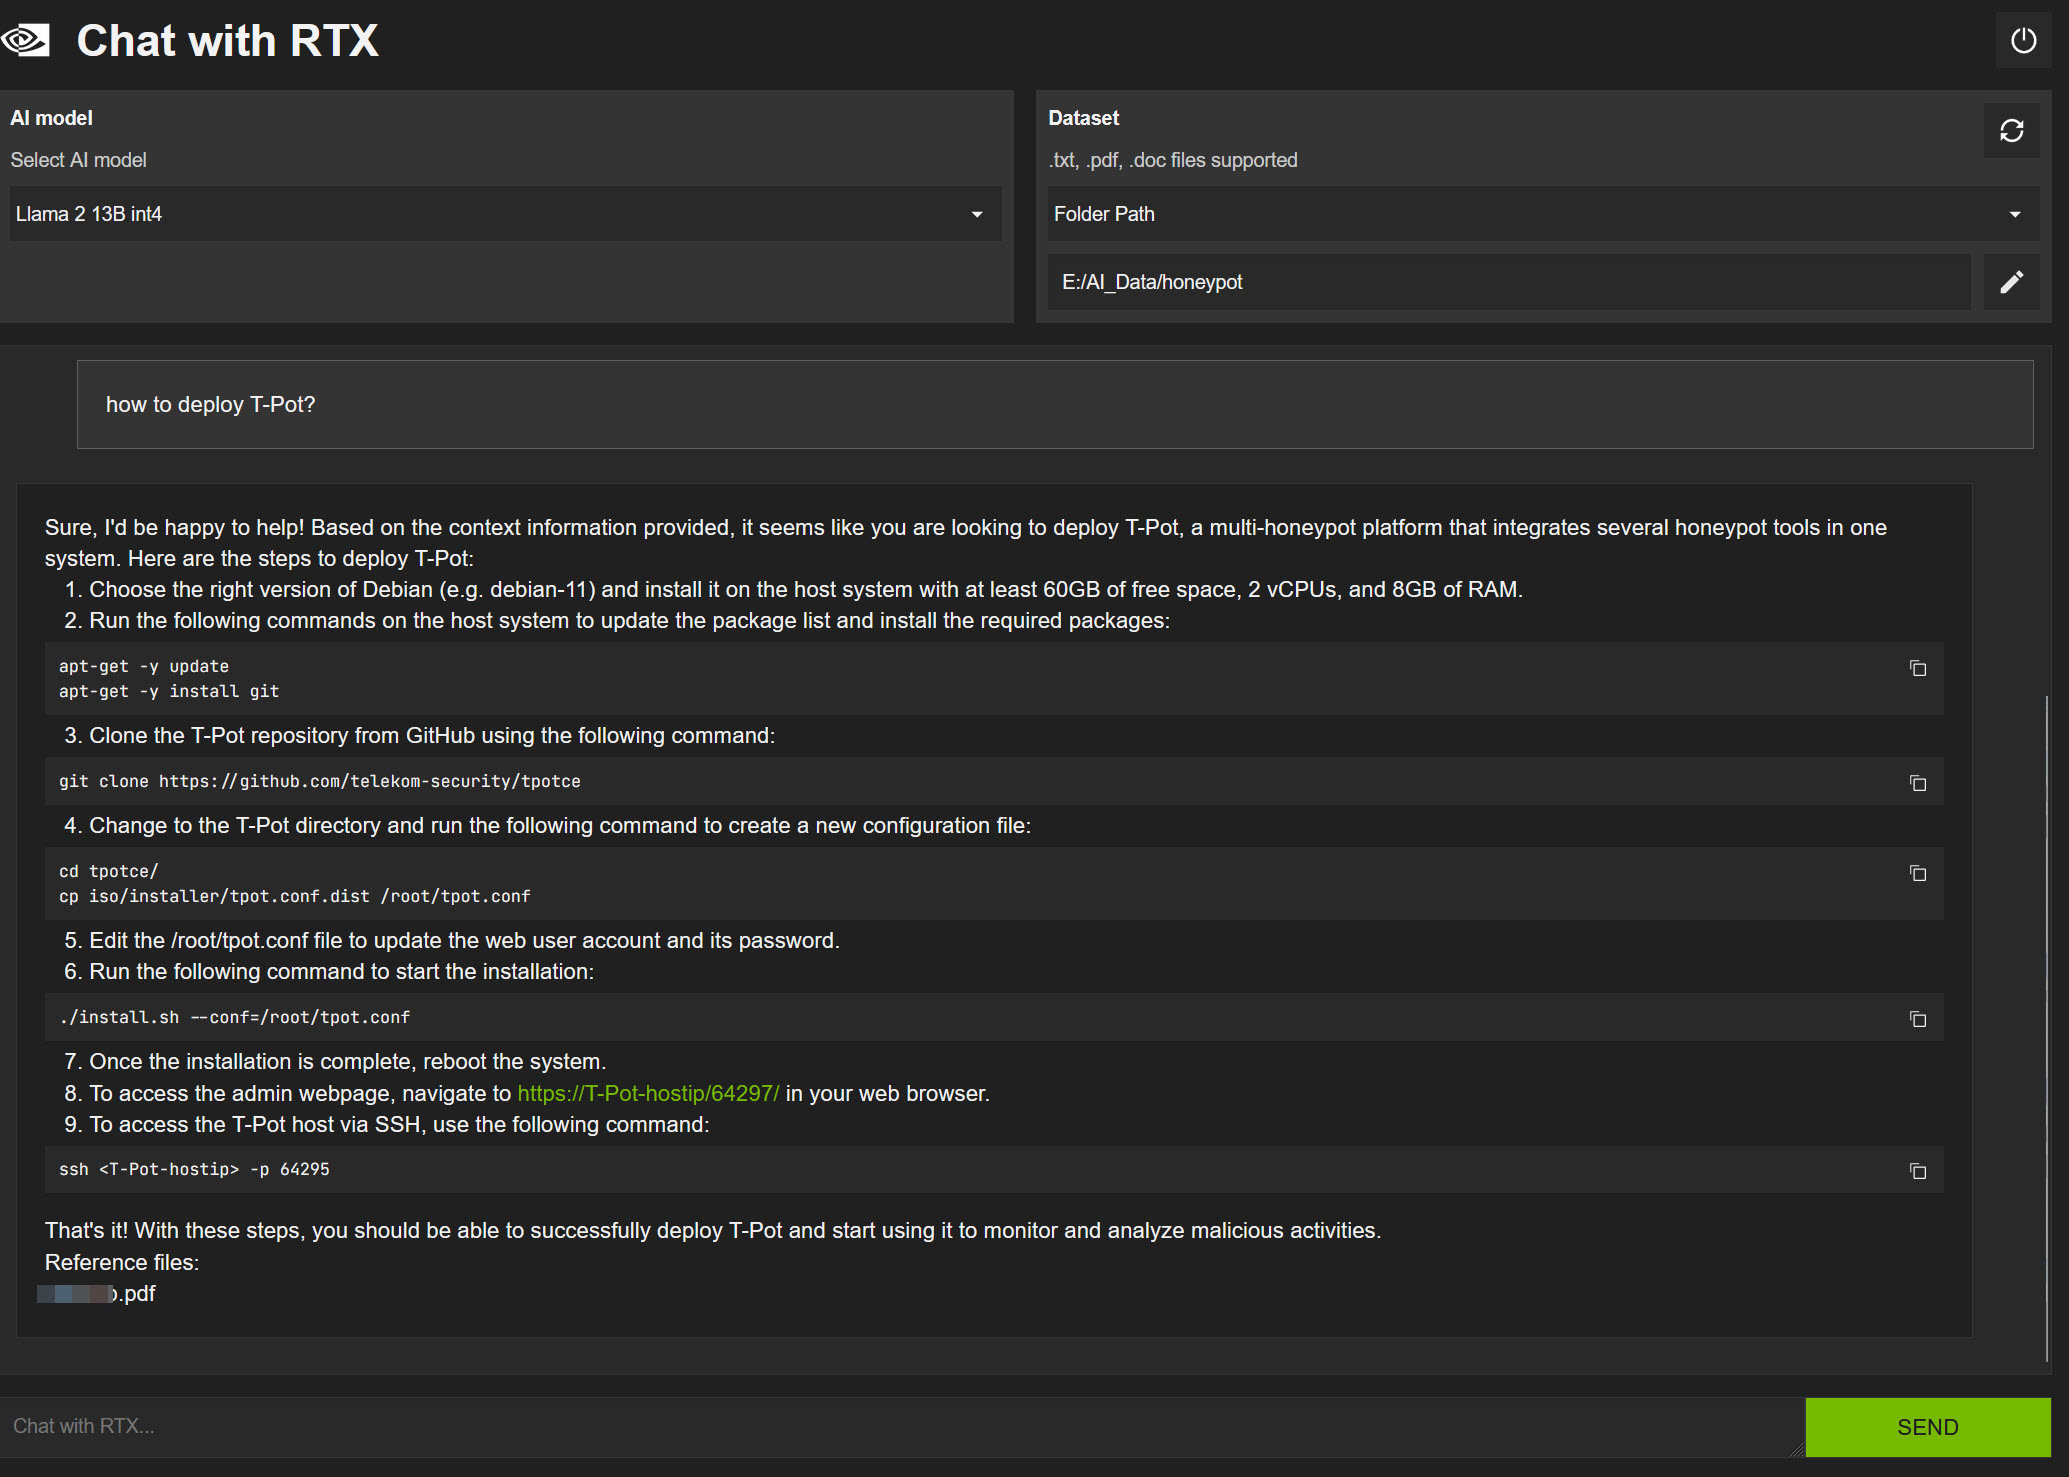 Chat with RTX
AI model
Select AI model
Llama 2 13B int4
Dataset
.txt, .pdf, .doc files supported
Folder Path
E:/AI_Data/honeypot
how to deploy T-Pot?
Sure, I'd be happy to help! Based on the context information provided, it seems like you are looking to deploy T-Pot, a multi-honeypot platform that integrates several honeypot tools in one
system. Here are the steps to deploy T-Pot:
1. Choose the right version of Debian (e.g. debian-11) and install it on the host system with at least 60GB of free space, 2 vCPUs, and 8GB of RAM.
2. Run the following commands on the host system to update the package list and install the required packages:
apt-get -y update
apt-get -y install git
3. Clone the T-Pot repository from GitHub using the following command:
git clone https://github.com/telekom-security/tpotce
4. Change to the T-Pot directory and run the following command to create a new configuration file:
cd tpotce/
cp iso/installer/tpot.conf.dist /root/tpot.conf
5. Edit the /root/tpot.conf file to update the web user account and its password.
6. Run the following command to start the installation:
./install.sh --conf=/root/tpot.conf
7. Once the installation is complete, reboot the system.
8. To access the admin webpage, navigate to https://T-Pot-hostip/64297/ in your web browser.
9. To access the T-Pot host via SSH, use the following command:
ssh <T-Pot-hostip> -p 64295
That's it! With these steps, you should be able to successfully deploy T-Pot and start using it to monitor and analyze malicious activities.
Reference files:
.pdf
Chat with RTX...
SEND